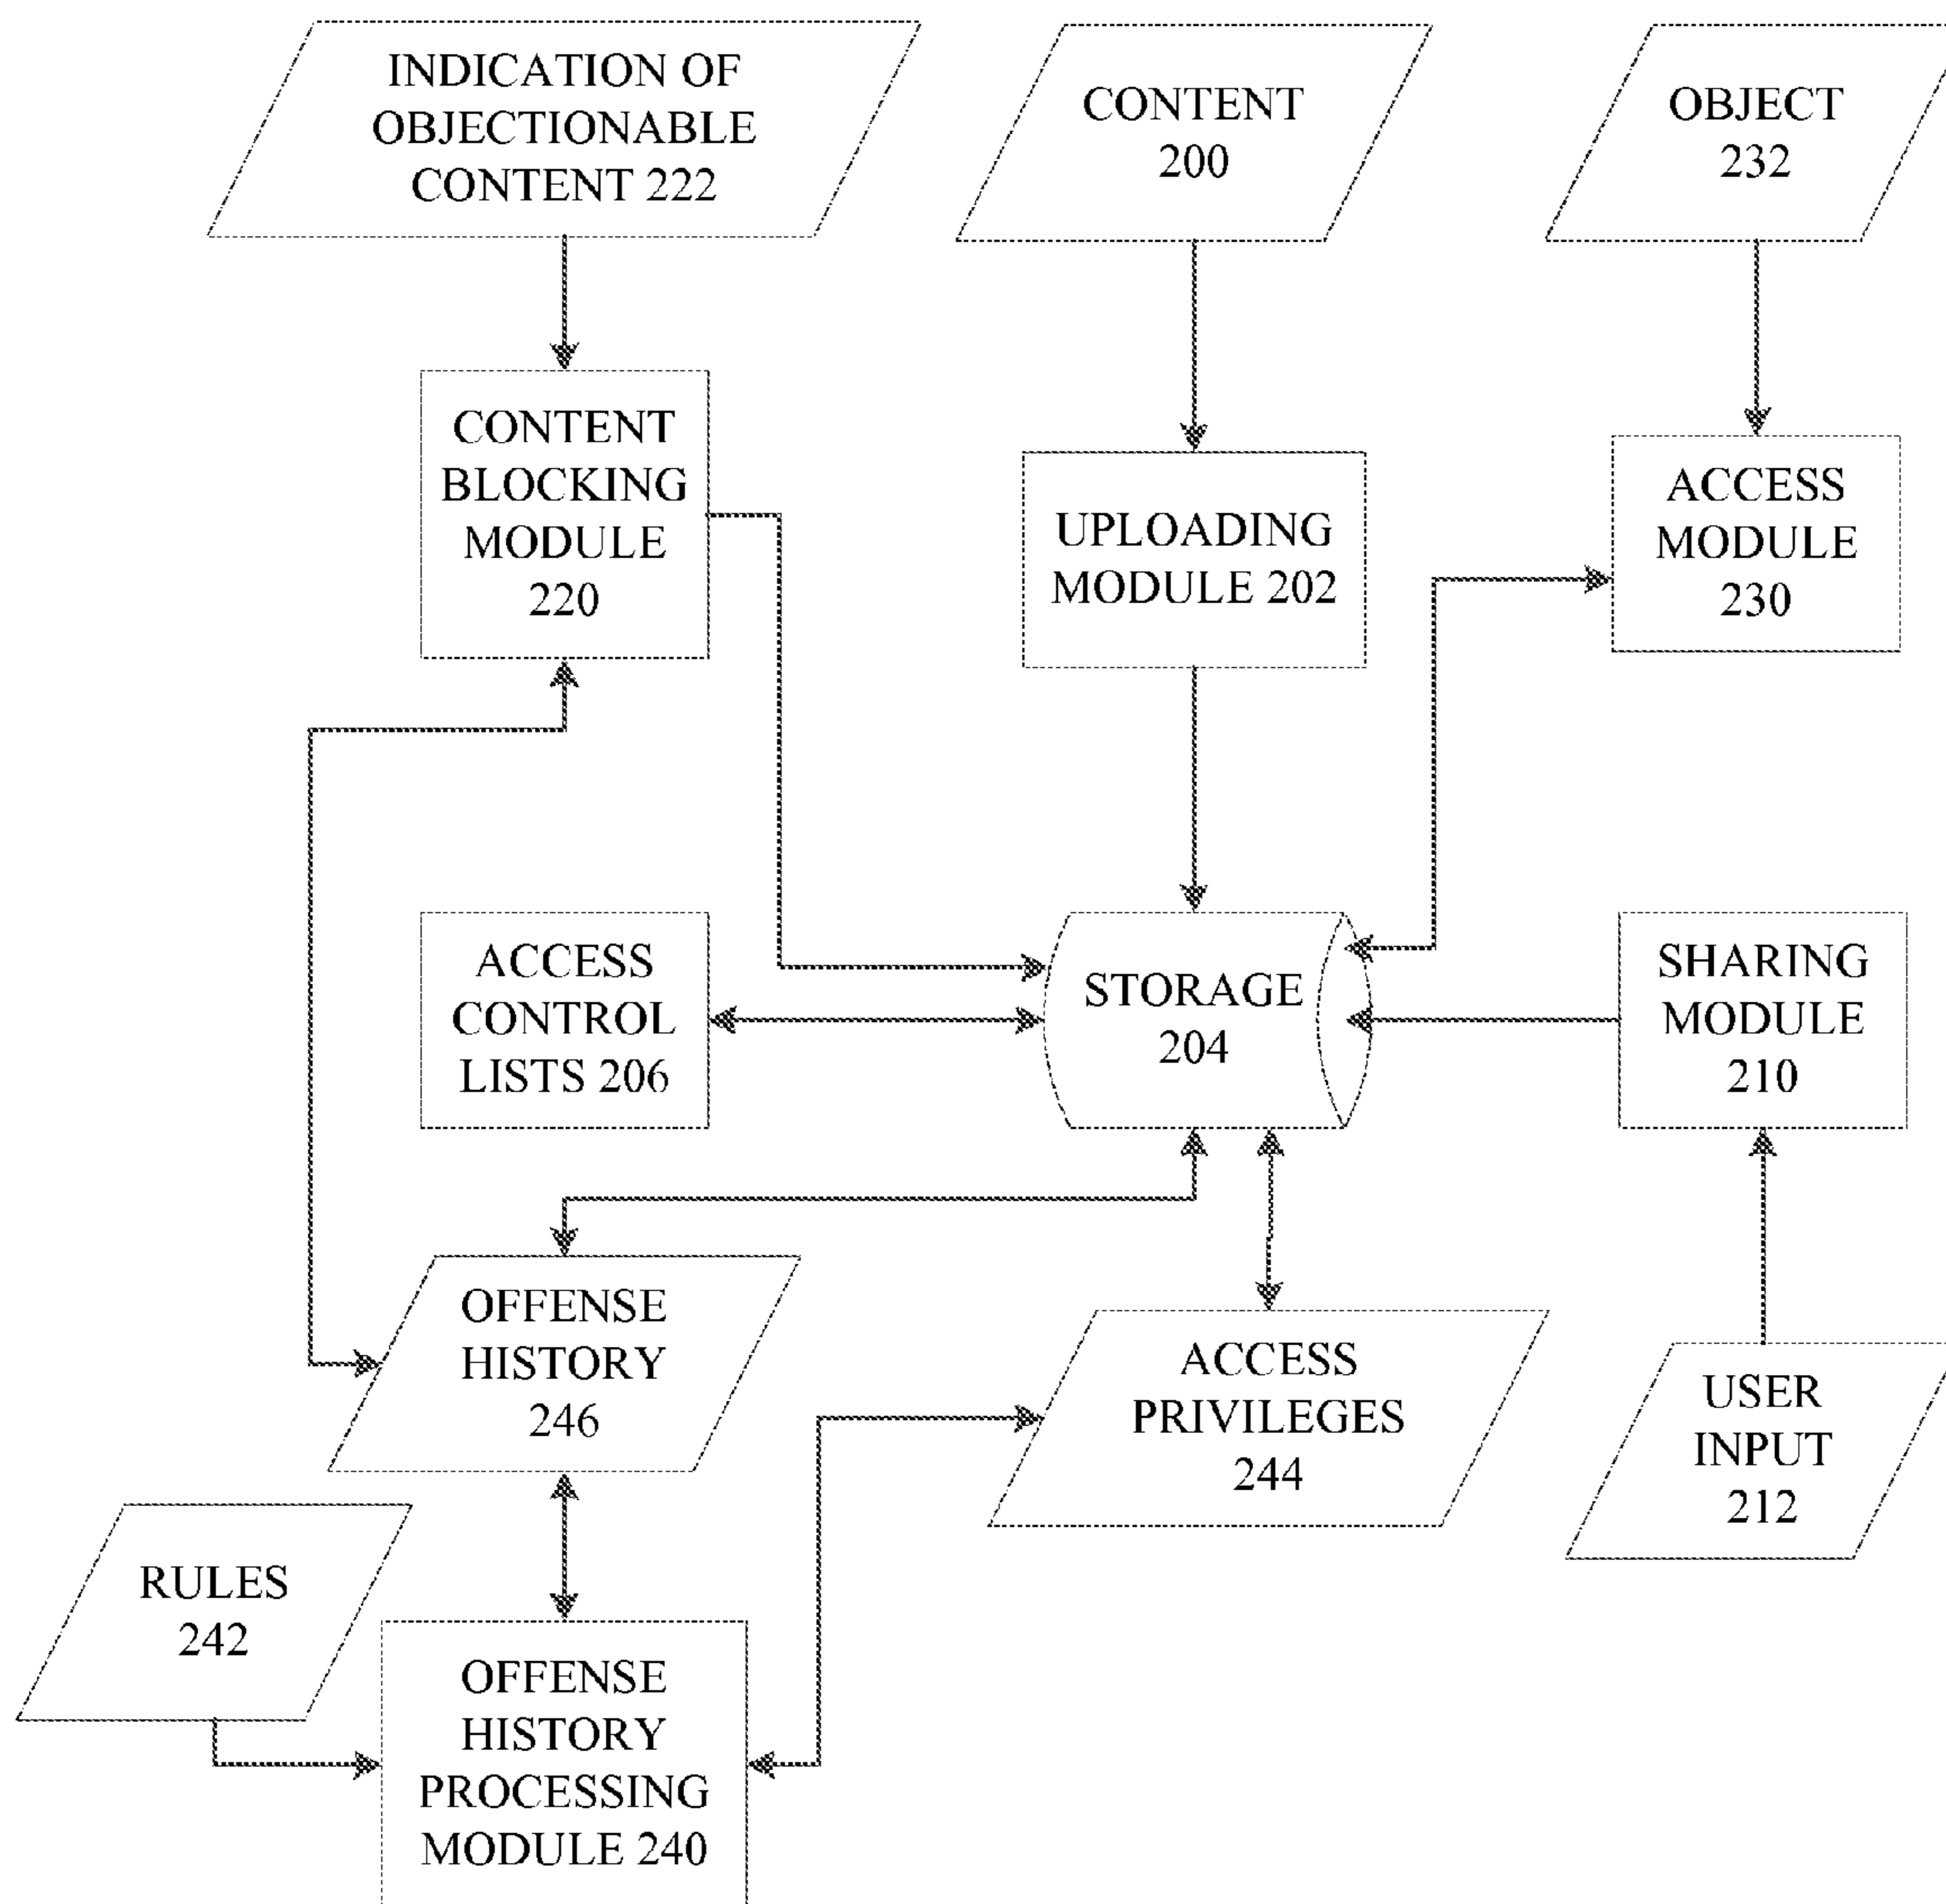 INDICATION OF
OBJECTIONABLE
CONTENT 222
CONTENT
200
OBJECT
232
CONTENT
BLOCKING
MODULE
220
UPLOADING
MODULE 202
ACCESS
MODULE
230
ACCESS
CONTROL
LISTS 206
STORAGE
204
SHARING
MODULE
210
OFFENSE
HISTORY
246
ACCESS
PRIVILEGES
244
USER
INPUT
212
RULES
242
OFFENSE
HISTORY
PROCESSING
MODULE 240